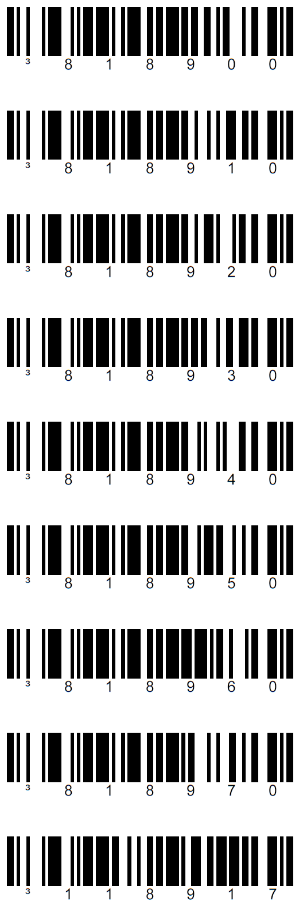 3 8 1 8 9 0 0
3 8 1 8 9 1 0
3 8 1 8 9 2 0
3 8 1 8 9 3 0
3 8 1 8 9 4 0
3 8 1 8 9 5 0
3 8 1 8 9 6 0
3 8 1 8 9 7 0
3 1 1 8 9 1 7